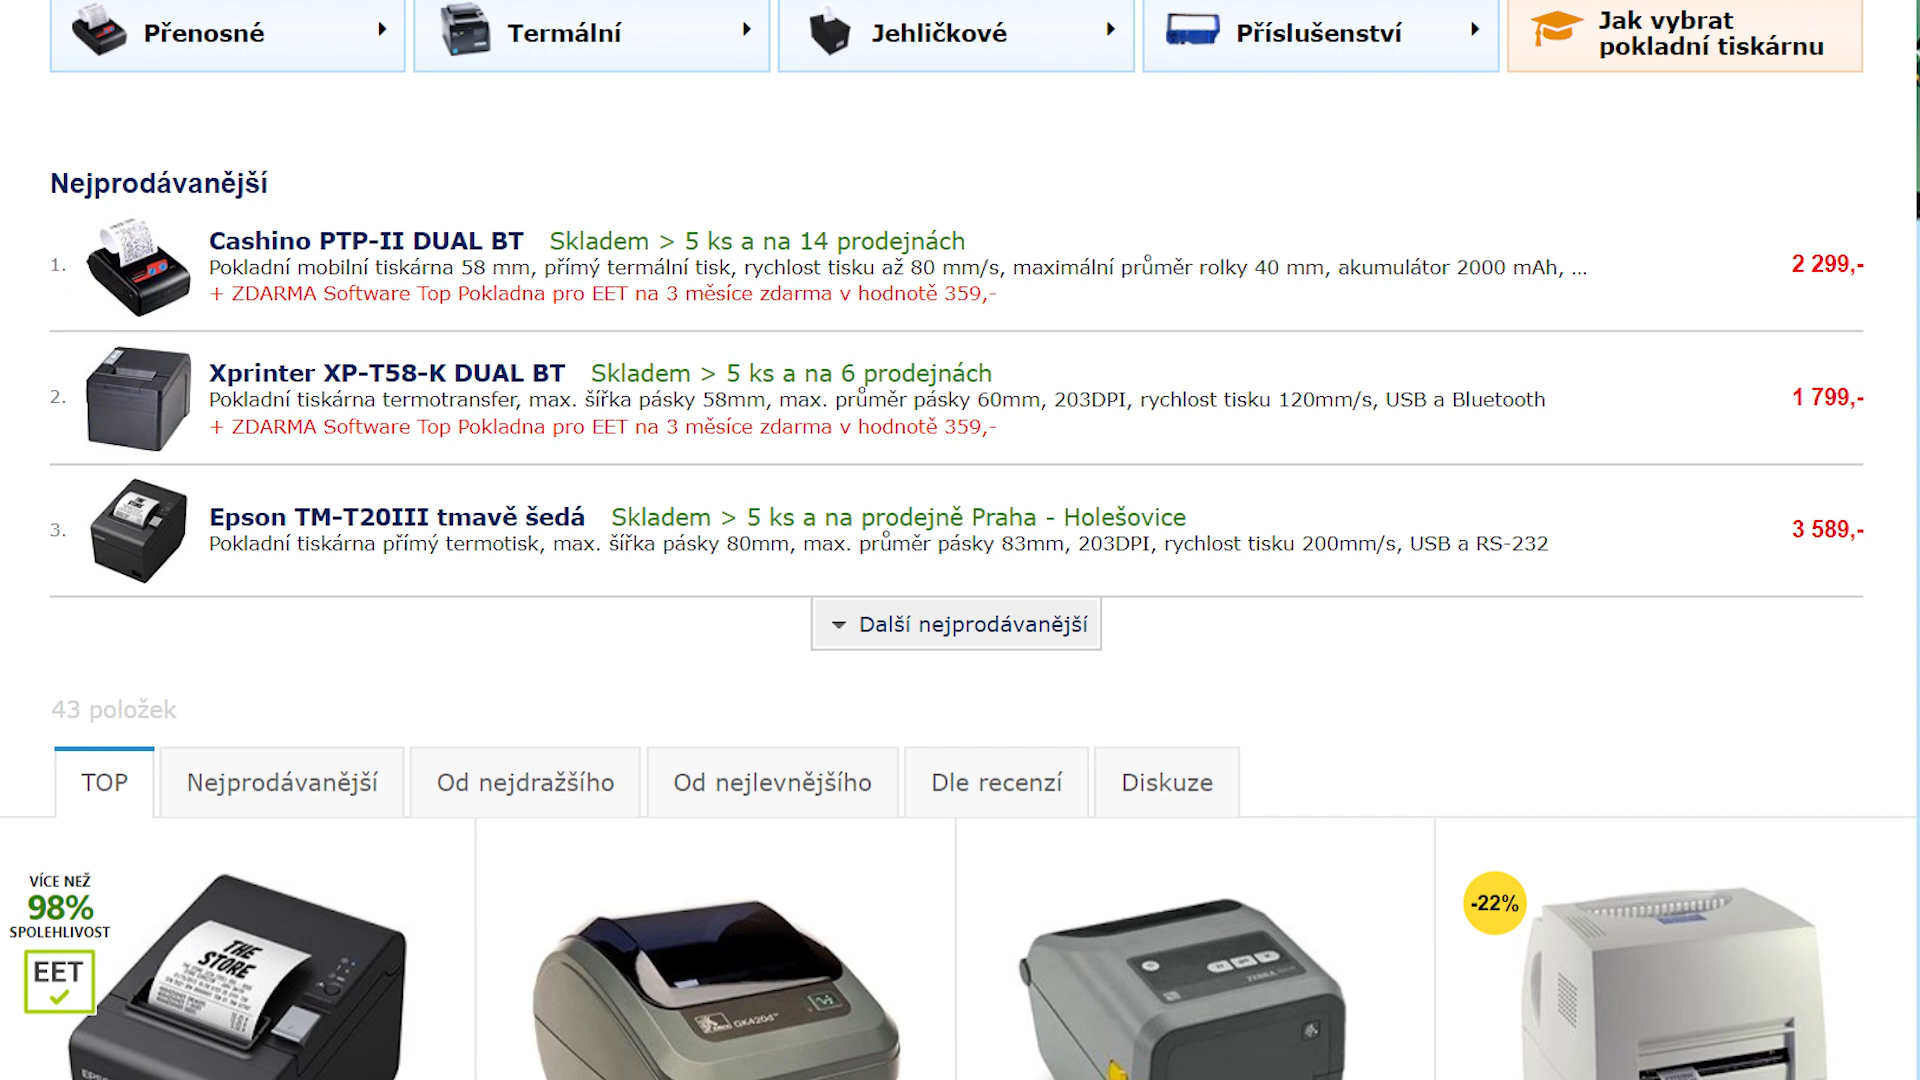 Přenosné
Termální
Jehličkové
Příslušenství
Jak vybrat
pokladní tiskárnu
Nejprodávanější
1.
Cashino PTP-II DUAL BT Skladem > 5 ks a na 14 prodejnách
Pokladní mobilní tiskárna 58 mm, přímý termální tisk, rychlost tisku až 80 mm/s, maximální průměr rolky 40 mm, akumulátor 2000 mAh, ...
+ ZDARMA Software Top Pokladna pro EET na 3 měsíce zdarma v hodnotě 359,-
2 299,-
2.
Xprinter XP-T58-K DUAL BT Skladem > 5 ks a na 6 prodejnách
Pokladní tiskárna termotransfer, max. šířka pásky 58mm, max. průměr pásky 60mm, 203DPI, rychlost tisku 120mm/s, USB a Bluetooth
+ ZDARMA Software Top Pokladna pro EET na 3 měsíce zdarma v hodnotě 359,-
1 799,-
3.
Epson TM-T20III tmavě šedá Skladem > 5 ks a na prodejně Praha - Holešovice
Pokladní tiskárna přímý termotisk, max. šířka pásky 80mm, max. průměr pásky 83mm, 203DPI, rychlost tisku 200mm/s, USB a RS-232
3 589,-
Další nejprodávanější
43 položek
TOP
Nejprodávanější
Od nejdražšího
Od nejlevnějšího
Dle recenzí
Diskuze
VÍCE NEŽ
98%
SPOLEHLIVOST
EET
THE
STORE
GK420d
ZEBRA
-22%